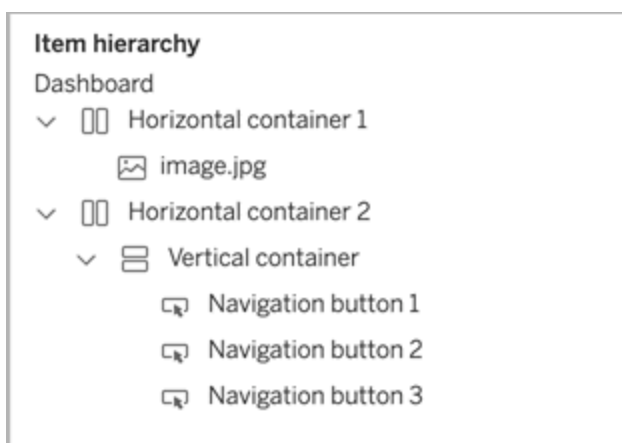 Item hierarchy
Dashboard
Horizontal container 1
image.jpg
Horizontal container 2
Vertical container
Navigation button 1
Navigation button 2
Navigation button 3